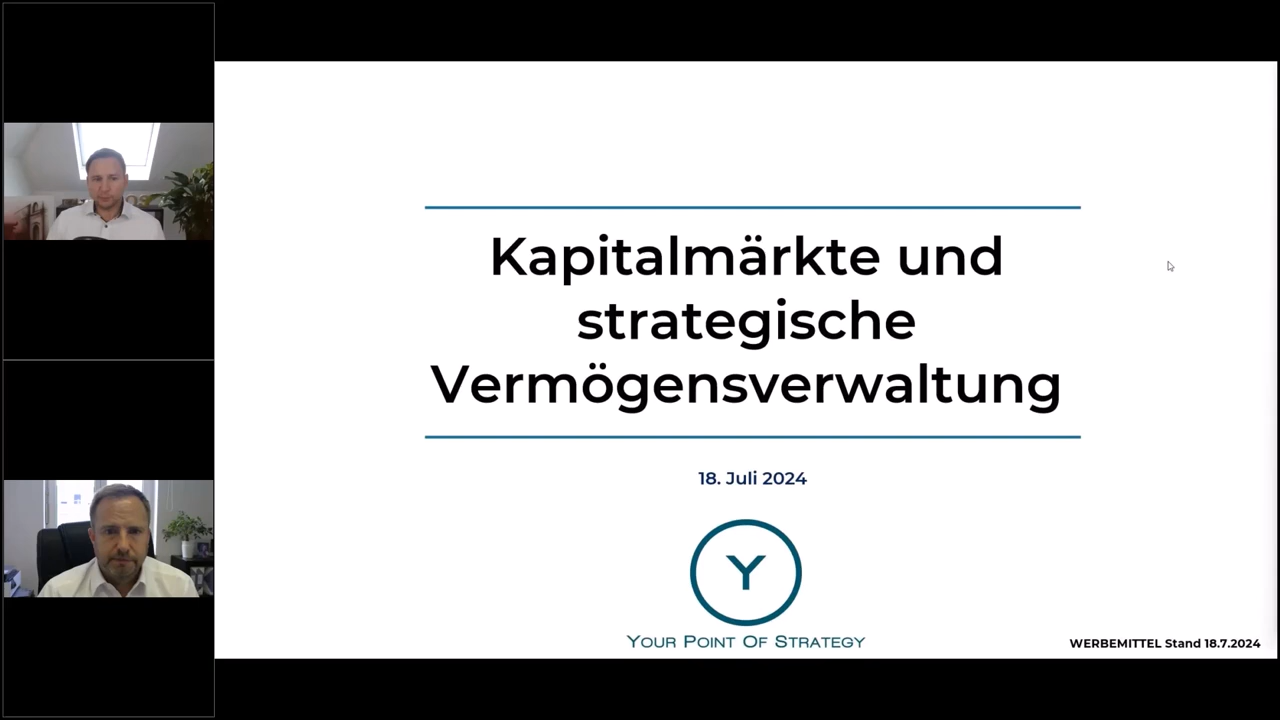 Kapitalmärkte und
strategische
Vermögensverwaltung
18. Juli 2024
Y
YOUR POINT OF STRATEGY
WERBEMITTEL Stand 18.7.2024